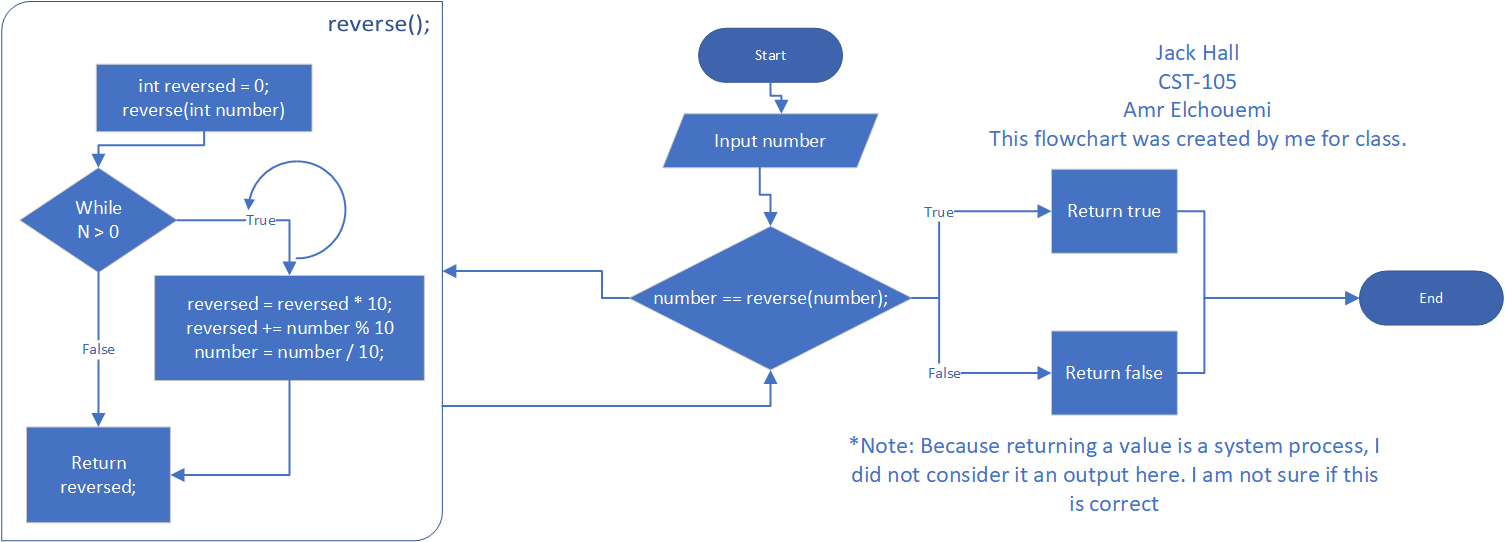 reverse();
int reversed = 0;
reverse(int number)
While
N > 0
True
reversed = reversed * 10;
reversed += number % 10
number = number / 10;
False
Return
reversed;
Start
Input number
number == reverse(number);
True
Return true
False
Return false
End
Jack Hall
CST-105
Amr Elchouemi
This flowchart was created by me for class.
*Note: Because returning a value is a system process, I
did not consider it an output here. I am not sure if this
is correct